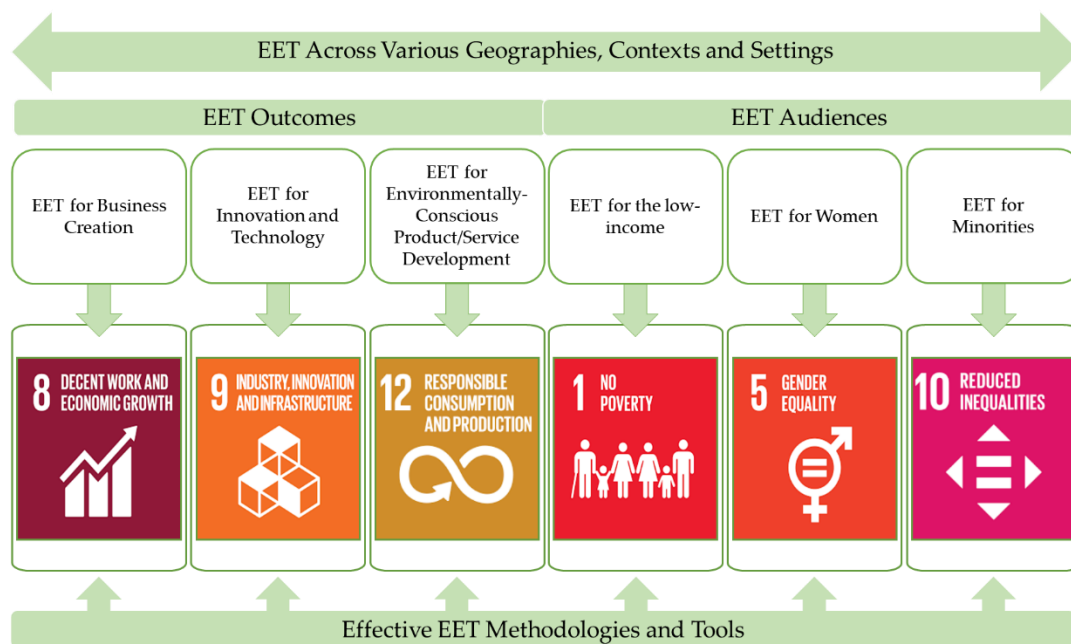 EET Across Various Geographies, Contexts and Settings
EET Outcomes
EET Audiences
EET for Business
Creation
EET for
Innovation and
Technology
EET for
Environmentally-
Conscious
Product/Service
Development
EET for the low-
income
EET for Women
EET for
Minorities
8 DECENT WORK AND
ECONOMIC GROWTH
9 INDUSTRY, INNOVATION
AND INFRASTRUCTURE
12 RESPONSIBLE
CONSUMPTION
AND PRODUCTION
1 NO
POVERTY
5 GENDER
EQUALITY
10 REDUCED
INEQUALITIES
Effective EET Methodologies and Tools